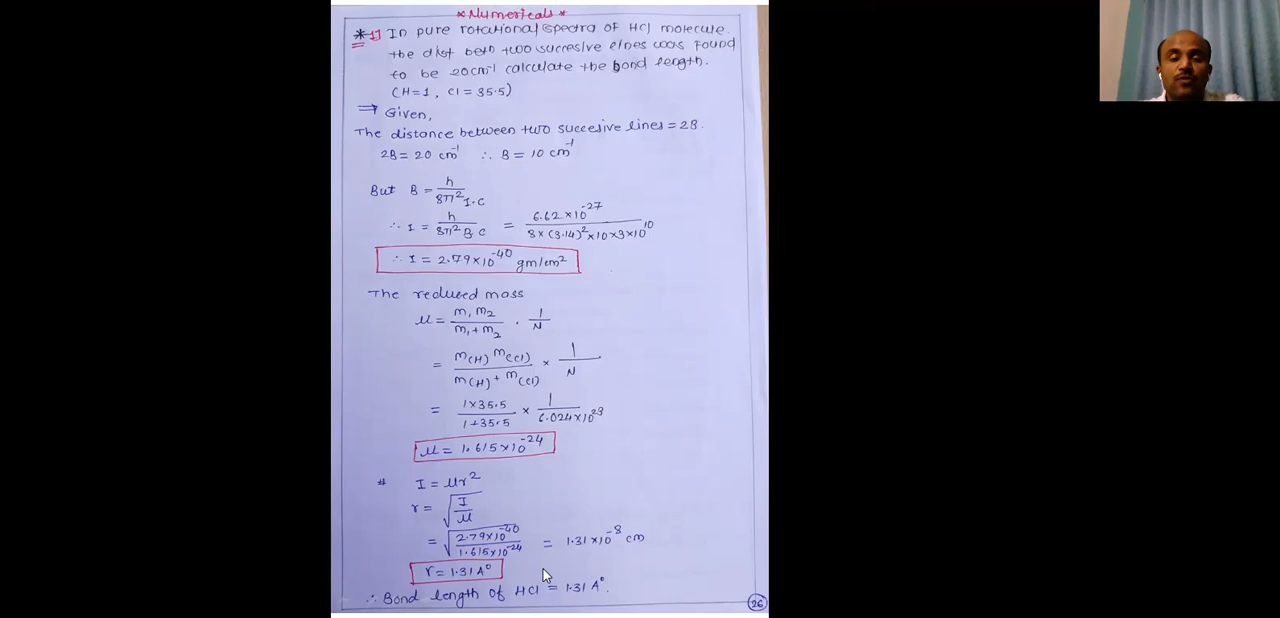 * Numericals *
* 1) In pure rotational spectra of HCl molecule.
the dist betn two succesive lines was found
to be 20cm⁻¹ calculate the bond length.
(H=1, Cl=35.5)
⇒ Given,
The distance between two succesive lines = 2B.
2B = 20 cm⁻¹ ∴ B = 10 cm⁻¹
But B = h / 8π² I.C
∴ I = h / 8π² B C = 6.62×10⁻²⁷ / 8×(3.14)²×10×3×10¹⁰
∴ I = 2.79×10⁻⁴⁰ gm/cm²
The reduced mass
μ = m₁ m₂ / m₁ + m₂ . 1/N
= m(H) m(Cl) / m(H) + m(Cl) × 1/N
= 1×35.5 / 1+35.5 × 1 / 6.024×10²³
μ = 1.615×10⁻²⁴
# I = μr²
r = √(I/μ)
= √(2.79×10⁻⁴⁰ / 1.615×10⁻²⁴) = 1.31×10⁻⁸ cm
r = 1.31 A°
∴ Bond length of HCl = 1.31 A°.
26